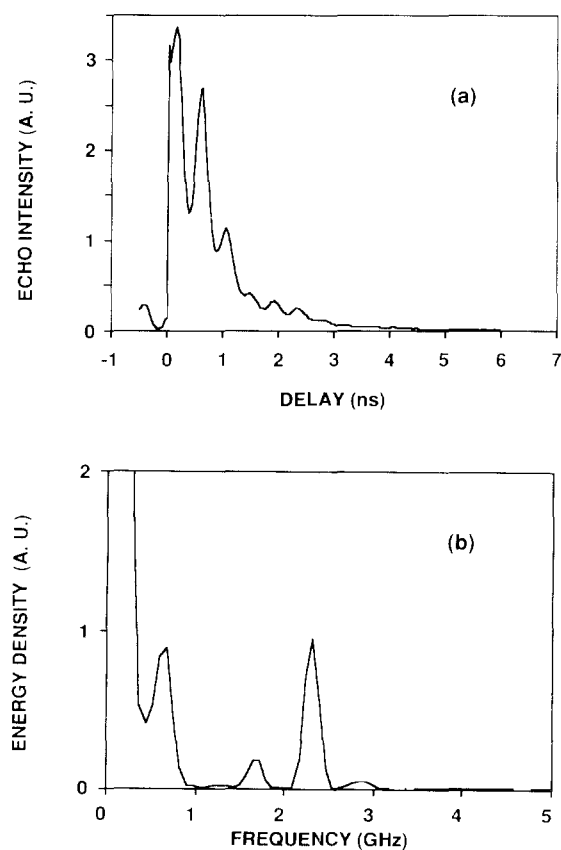 3
(a)
2
1
0
ECHO INTENSITY (A. U.)
-1 0 1 2 3 4 5 6 7
DELAY (ns)
2
(b)
1
0
ENERGY DENSITY (A. U.)
0 1 2 3 4 5
FREQUENCY (GHz)